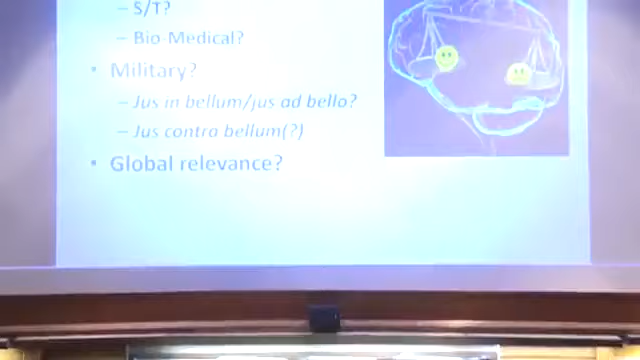 – S/T?
– Bio-Medical?
• Military?
– Jus in bellum/jus ad bello?
– Jus contra bellum(?)
• Global relevance?